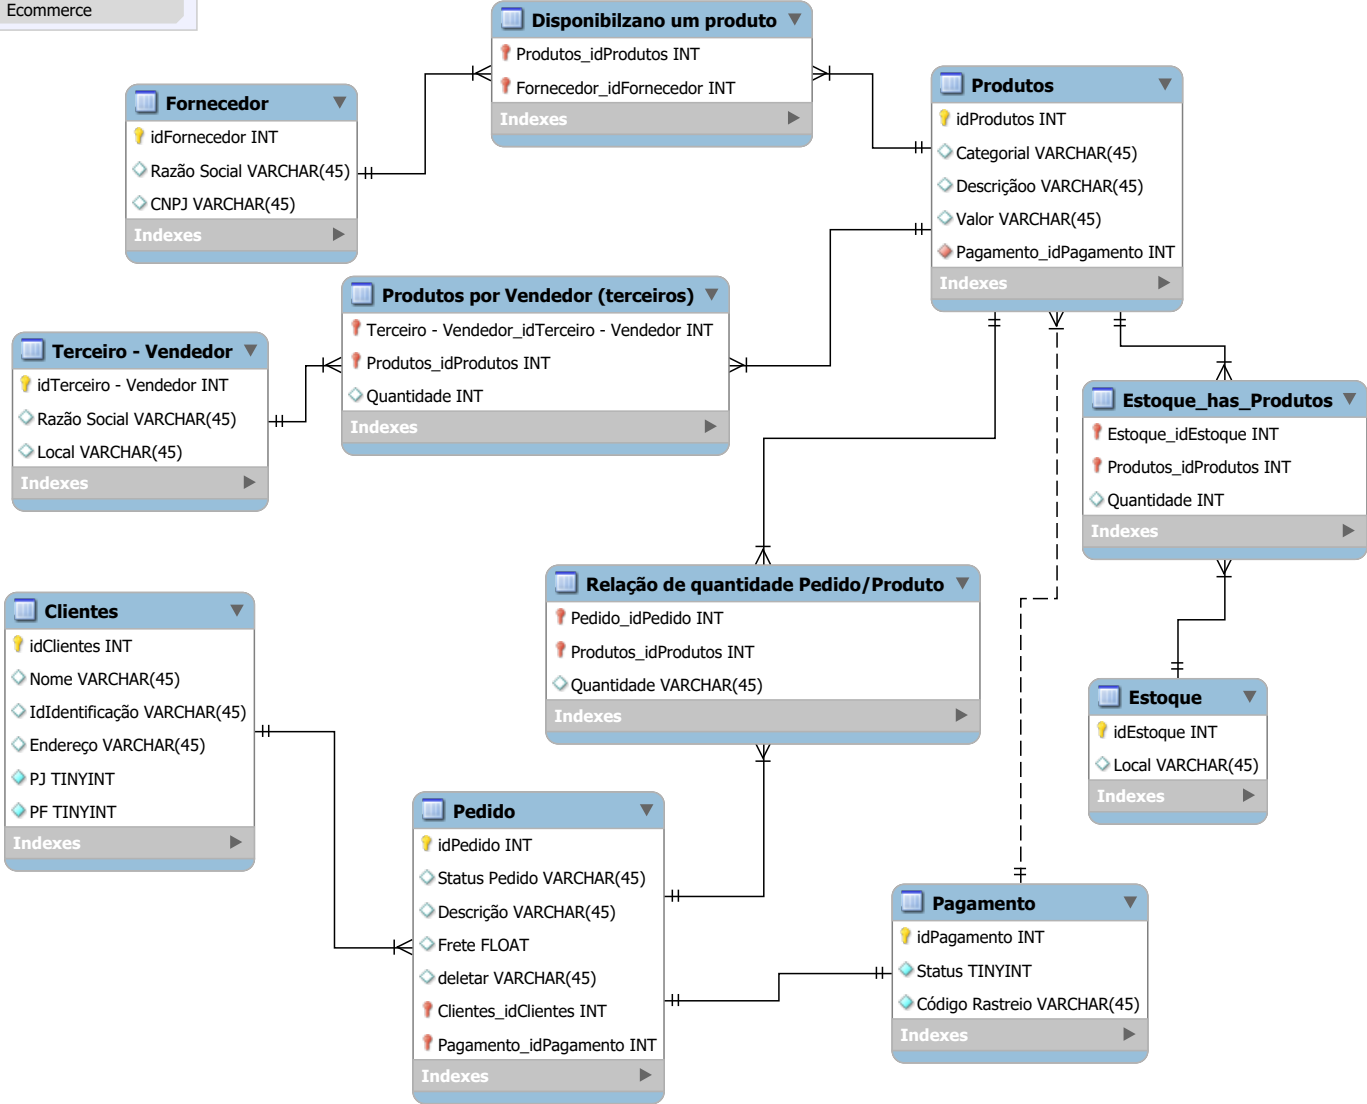 Ecommerce
Disponibilzano um produto
Produtos_idProdutos INT
Fornecedor_idFornecedor INT
Indexes
Fornecedor
idFornecedor INT
Razão Social VARCHAR(45)
CNPJ VARCHAR(45)
Indexes
Produtos
idProdutos INT
Categorial VARCHAR(45)
Descriçãoo VARCHAR(45)
Valor VARCHAR(45)
Pagamento_idPagamento INT
Indexes
Produtos por Vendedor (terceiros)
Terceiro - Vendedor_idTerceiro - Vendedor INT
Produtos_idProdutos INT
Quantidade INT
Indexes
Terceiro - Vendedor
idTerceiro - Vendedor INT
Razão Social VARCHAR(45)
Local VARCHAR(45)
Indexes
Estoque_has_Produtos
Estoque_idEstoque INT
Produtos_idProdutos INT
Quantidade INT
Indexes
Relação de quantidade Pedido/Produto
Pedido_idPedido INT
Produtos_idProdutos INT
Quantidade VARCHAR(45)
Indexes
Clientes
idClientes INT
Nome VARCHAR(45)
IdIdentificação VARCHAR(45)
Endereço VARCHAR(45)
PJ TINYINT
PF TINYINT
Indexes
Estoque
idEstoque INT
Local VARCHAR(45)
Indexes
Pedido
idPedido INT
Status Pedido VARCHAR(45)
Descrição VARCHAR(45)
Frete FLOAT
deletar VARCHAR(45)
Clientes_idClientes INT
Pagamento_idPagamento INT
Indexes
Pagamento
idPagamento INT
Status TINYINT
Código Rastreio VARCHAR(45)
Indexes